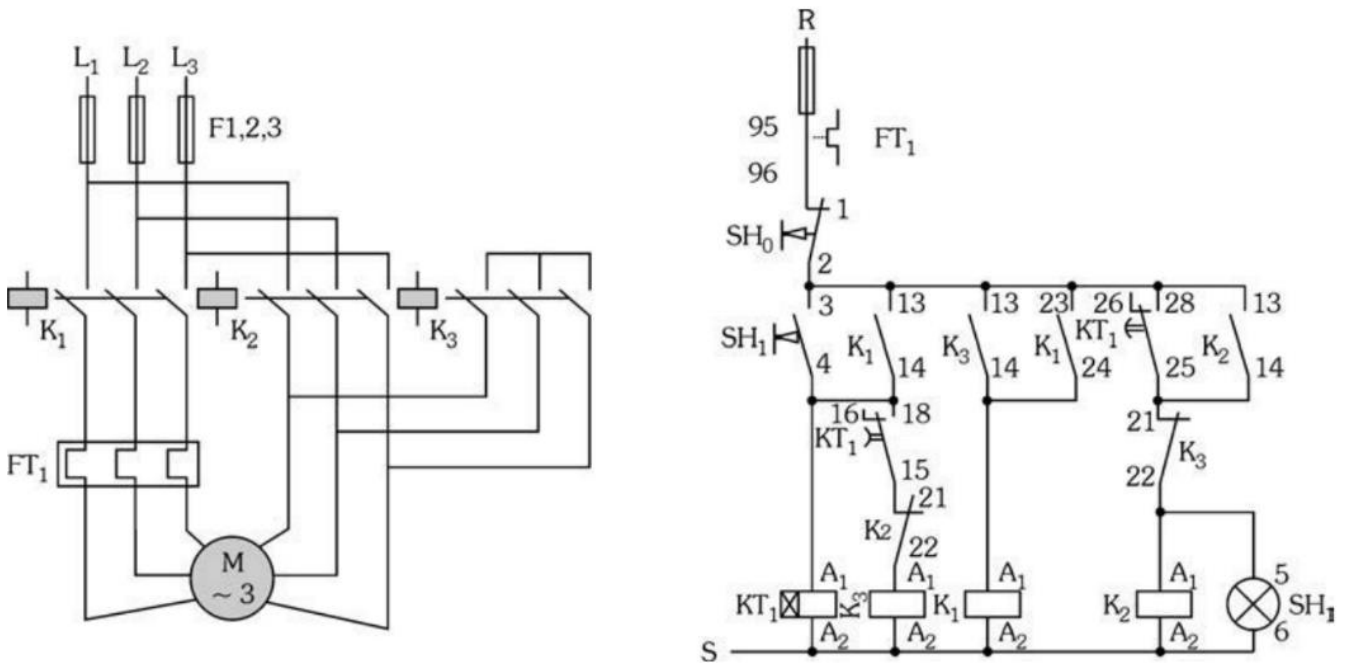 L₁ L₂ L₃
F1,2,3
K₁
K₂
K₃
FT₁
M
~ 3
R
95
FT₁
96
1
SH₀
2
3 13 13 23 26 28 13
SH₁ K₁ K₃ K₁ KT₁ K₂
4 14 14 24 25 14
16 18 21
KT₁ K₃
15 22
21
K2
22
A₁ A₁ A₁ A₁ 5
KT₁ K₃ K₁ K₂ SH₁
A₂ A₂ A₂ A₂ 6
S